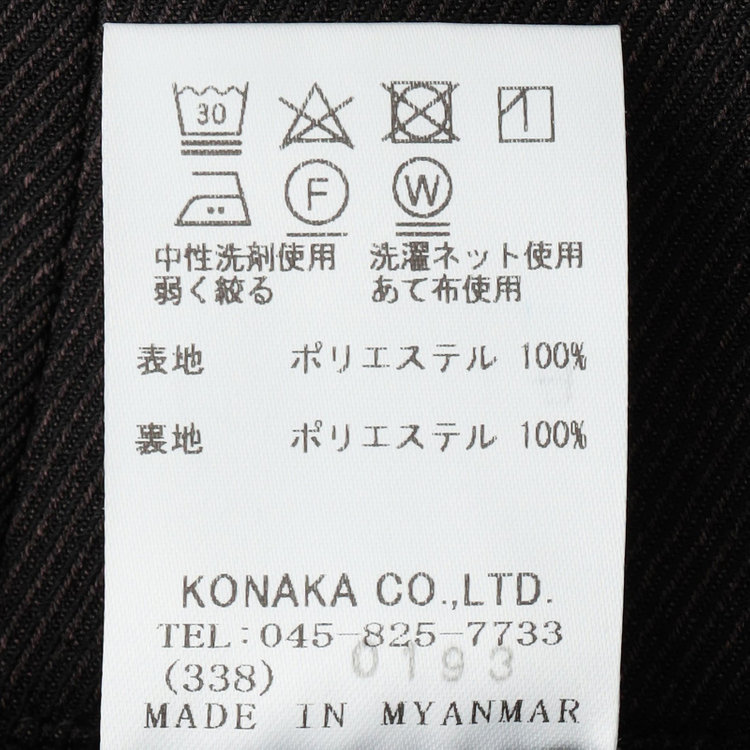 30
F W
中性洗剤使用 洗濯ネット使用
弱く絞る あて布使用
表地 ポリエステル 100%
裏地 ポリエステル 100%
KONAKA CO.,LTD.
TEL:045-825-7733
(338) 0193
MADE IN MYANMAR